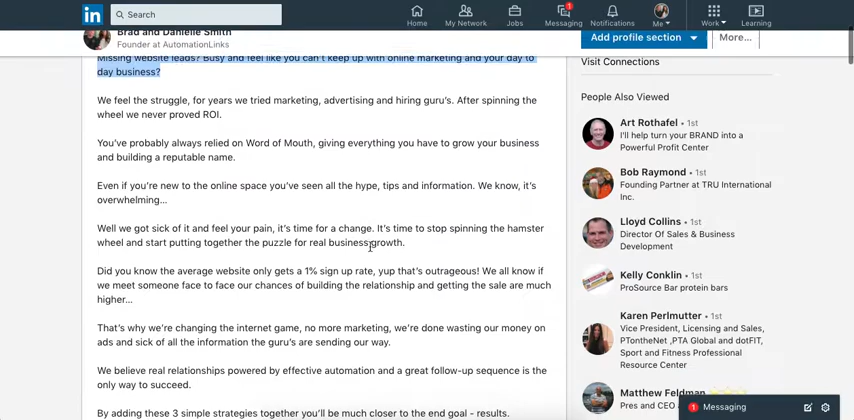 in
Search
Home
My Network
Jobs
1
Messaging
Notifications
Me
Work
Learning
Brad and Danielle Smith
Founder at AutomationLinks
Add profile section
More...
Missing website leads? Busy and feel like you can't keep up with online marketing and your day to
day business?
We feel the struggle, for years we tried marketing, advertising and hiring guru's. After spinning the
wheel we never proved ROI.
You've probably always relied on Word of Mouth, giving everything you have to grow your business
and building a reputable name.
Even if you're new to the online space you've seen all the hype, tips and information. We know, it's
overwhelming...
Well we got sick of it and feel your pain, it's time for a change. It's time to stop spinning the hamster
wheel and start putting together the puzzle for real business growth.
Did you know the average website only gets a 1% sign up rate, yup that's outrageous! We all know if
we meet someone face to face our chances of building the relationship and getting the sale are much
higher...
That's why we're changing the internet game, no more marketing, we're done wasting our money on
ads and sick of all the information the guru's are sending our way.
We believe real relationships powered by effective automation and a great follow-up sequence is the
only way to succeed.
By adding these 3 simple strategies together you'll be much closer to the end goal - results.
Visit Connections
People Also Viewed
Art Rothafel • 1st
I'll help turn your BRAND into a
Powerful Profit Center
Bob Raymond • 1st
Founding Partner at TRU International
Inc.
Lloyd Collins • 1st
Director Of Sales & Business
Development
Kelly Conklin • 1st
ProSource Bar protein bars
Karen Perlmutter • 1st
Vice President, Licensing and Sales,
PTontheNet ,PTA Global and dotFIT,
Sport and Fitness Professional
Resource Center
Matthew Feldman
Pres and CEO
1 Messaging